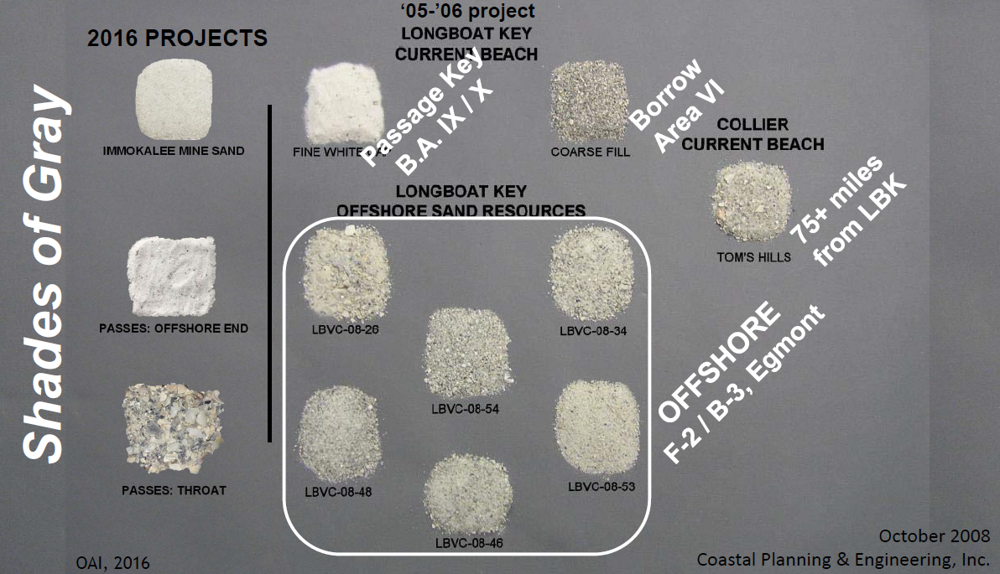 Shades of Gray
2016 PROJECTS
IMMOKALEE MINE SAND
PASSES: OFFSHORE END
PASSES: THROAT
OAI, 2016
‘05-’06 project
LONGBOAT KEY
CURRENT BEACH
FINE WHITE
Passage Key
B.A. IX / X
COARSE FILL
Borrow
Area VI
COLLIER
CURRENT BEACH
TOM'S HILLS
75+ miles
from LBK
LONGBOAT KEY
OFFSHORE SAND RESOURCES
LBVC-08-26
LBVC-08-34
LBVC-08-54
LBVC-08-48
LBVC-08-53
LBVC-08-46
OFFSHORE
F-2 / B-3, Egmont
October 2008
Coastal Planning & Engineering, Inc.